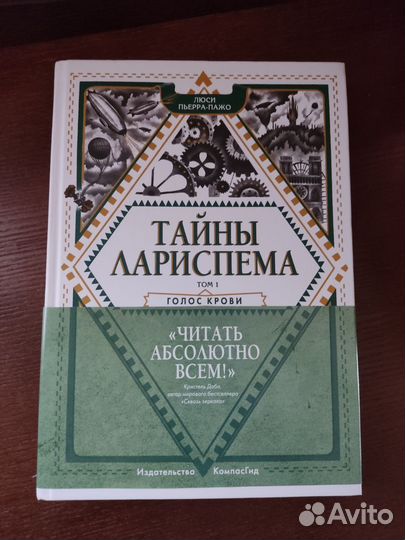 ЛЮСИ
ПЬЕРРА-ПАЖО
ТАЙНЫ
ЛАРИСПЕМА
ТОМ 1
ГОЛОС КРОВИ
«ЧИТАТЬ
АБСОЛЮТНО
ВСЕМ!»
Кристель Дабо,
автор мирового бестселлера
«Сквозь зеркала»
Издательство КомпасГид
Avito